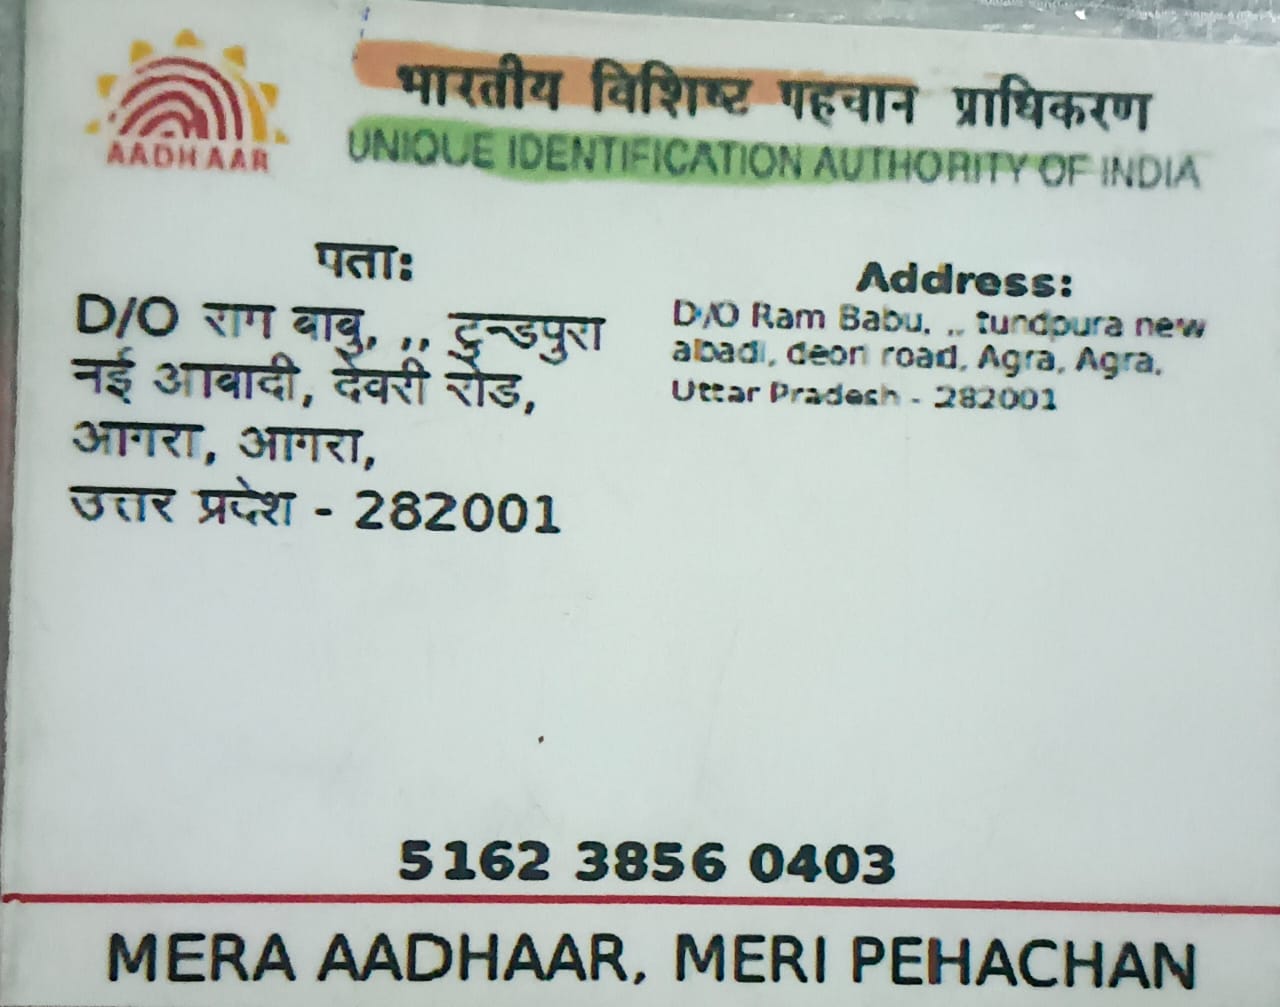 AADHAAR
भारतीय विशिष्ट पहचान प्राधिकरण
UNIQUE IDENTIFICATION AUTHORITY OF INDIA
पता:
D/O राम बाबु, ,, टुन्डपुरा
नई आबादी, देवरी रोड,
आगरा, आगरा,
उत्तर प्रदेश - 282001
Address:
D/O Ram Babu, ,, tundpura new
abadi, deori road, Agra, Agra,
Uttar Pradesh - 282001
5162 3856 0403
MERA AADHAAR, MERI PEHACHAN